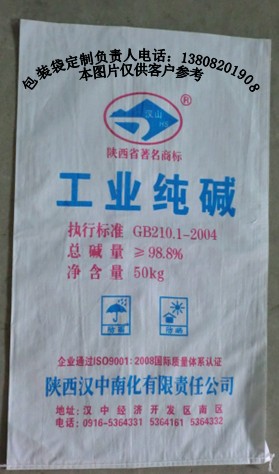 包装袋定制负责人电话：13808201908
本图片仅供客户参考
汉山
®
陕西省著名商标
工业纯碱
执行标准 GB210.1-2004
总碱量 ≥98.8%
净含量 50kg
企业通过ISO9001:2008国际质量体系认证
陕西汉中南化有限责任公司
地址：汉中经济开发区南区
电话：0916-5364331 5364161 5364332